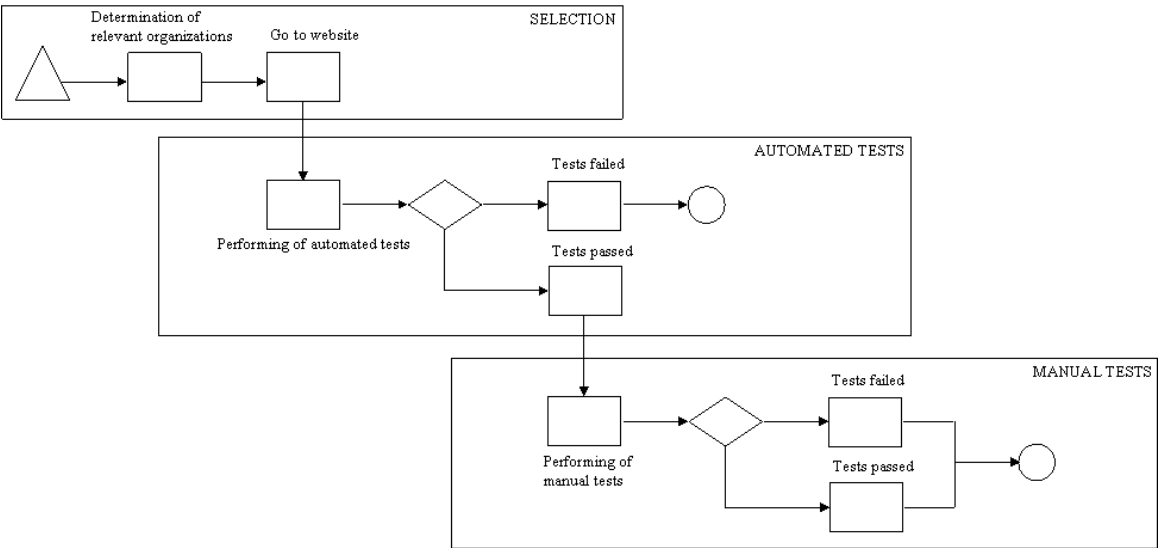 SELECTION
Determination of
relevant organizations
Go to website
AUTOMATED TESTS
Tests failed
Performing of automated tests
Tests passed
MANUAL TESTS
Tests failed
Performing of
manual tests
Tests passed